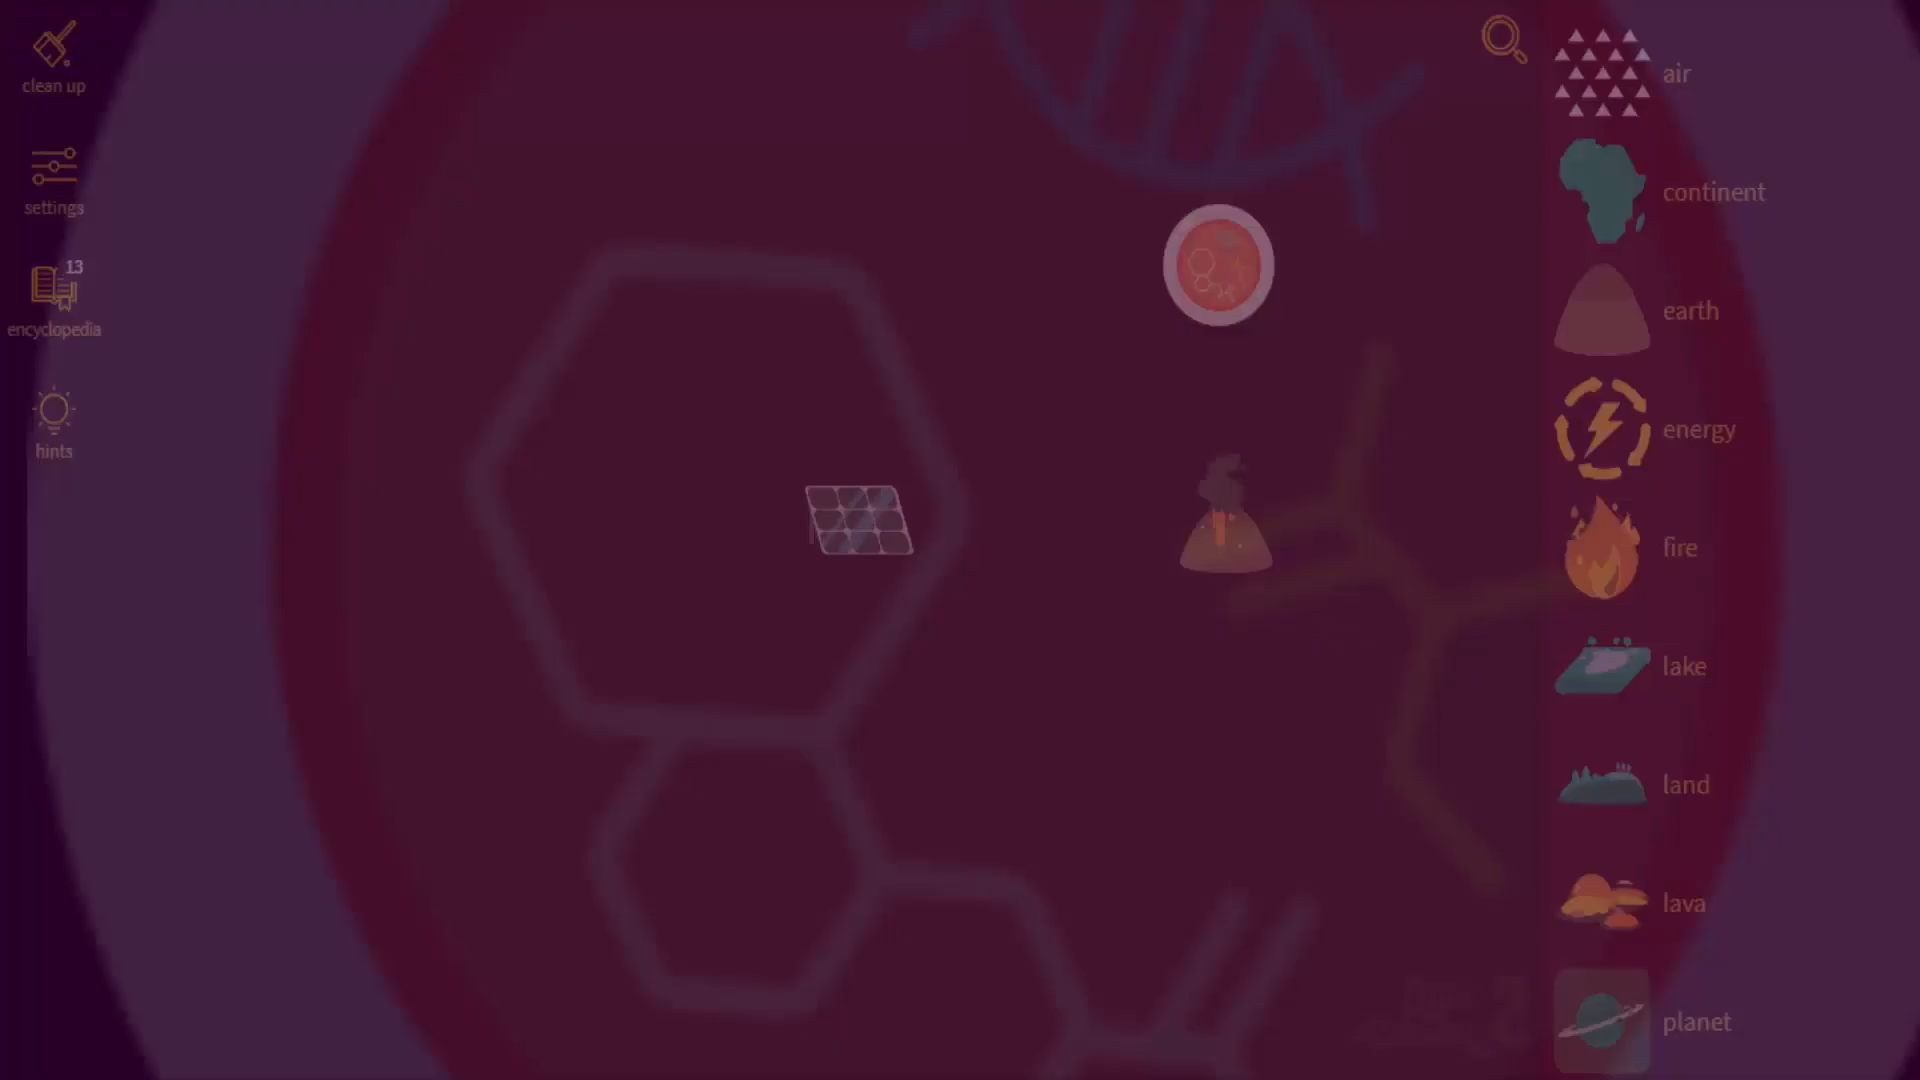 clean up
settings
13
encyclopedia
hints
air
continent
earth
energy
fire
lake
land
lava
planet